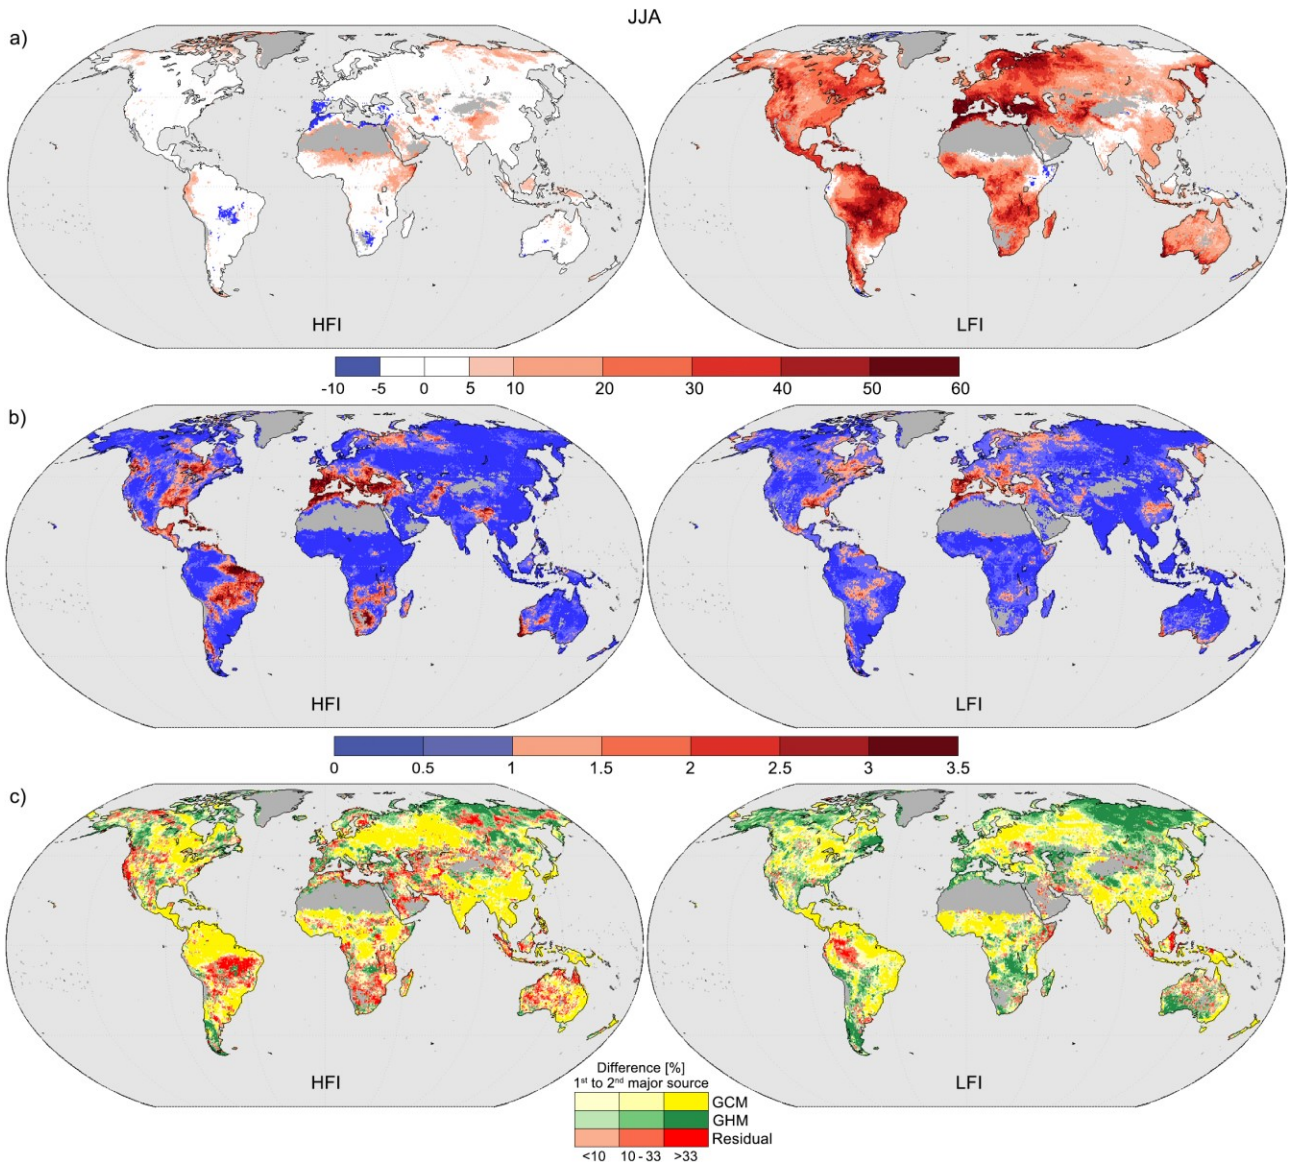 JJA
a)
HFI
LFI
-10 -5 0 5 10 20 30 40 50 60
b)
HFI
LFI
0 0.5 1 1.5 2 2.5 3 3.5
c)
HFI
LFI
Difference [%]
1st to 2nd major source
GCM
GHM
Residual
<10 10 - 33 >33